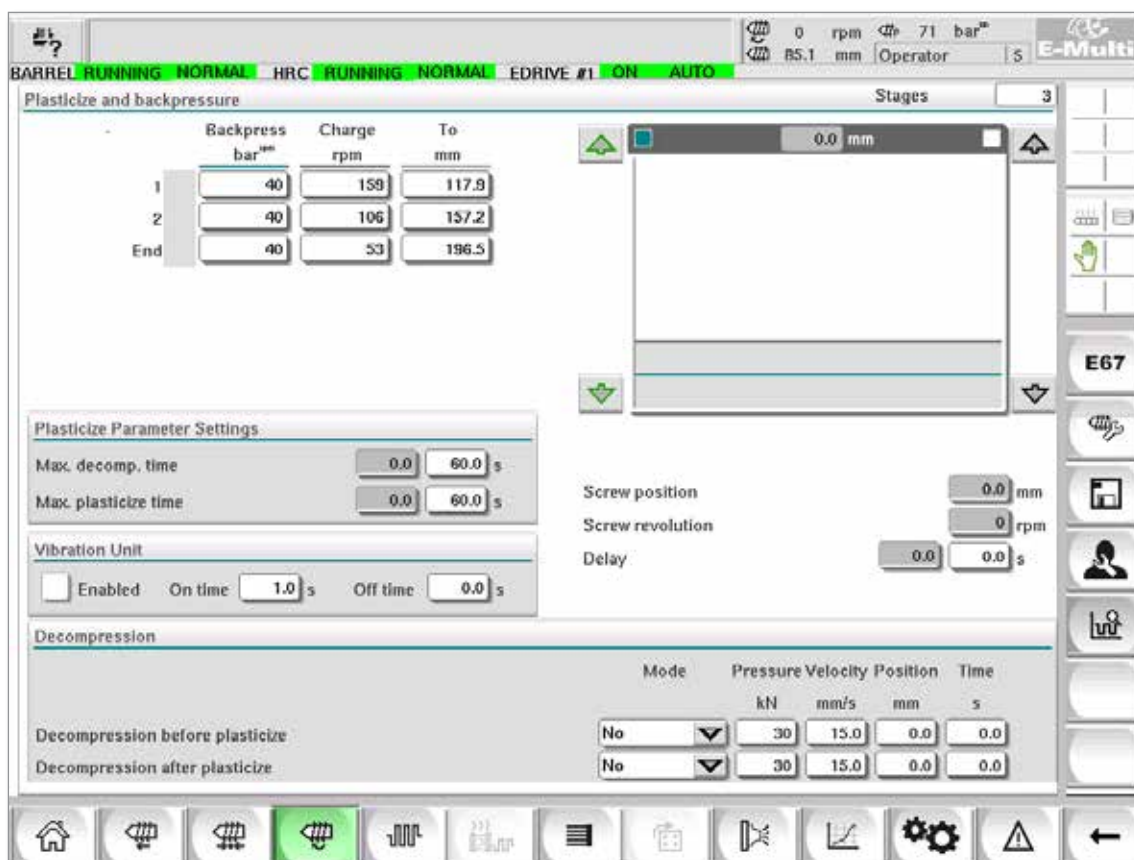 ? 0 rpm 71 bar
85.1 mm Operator S E-Multi
BARREL RUNNING NORMAL HRC RUNNING NORMAL EDRIVE #1 ON AUTO
Plasticize and backpressure Stages 3
Backpress Charge To
bar rpm mm
0.0 mm
1 40 159 117.9
2 40 106 157.2
End 40 53 196.5
E67
Plasticize Parameter Settings
Max. decomp. time 0.0 60.0 s
Max. plasticize time 0.0 60.0 s
Screw position 0.0 mm
Screw revolution 0 rpm
Delay 0.0 0.0 s
Vibration Unit
Enabled On time 1.0 s Off time 0.0 s
Decompression
Mode Pressure Velocity Position Time
kN mm/s mm s
Decompression before plasticize No 30 15.0 0.0 0.0
Decompression after plasticize No 30 15.0 0.0 0.0